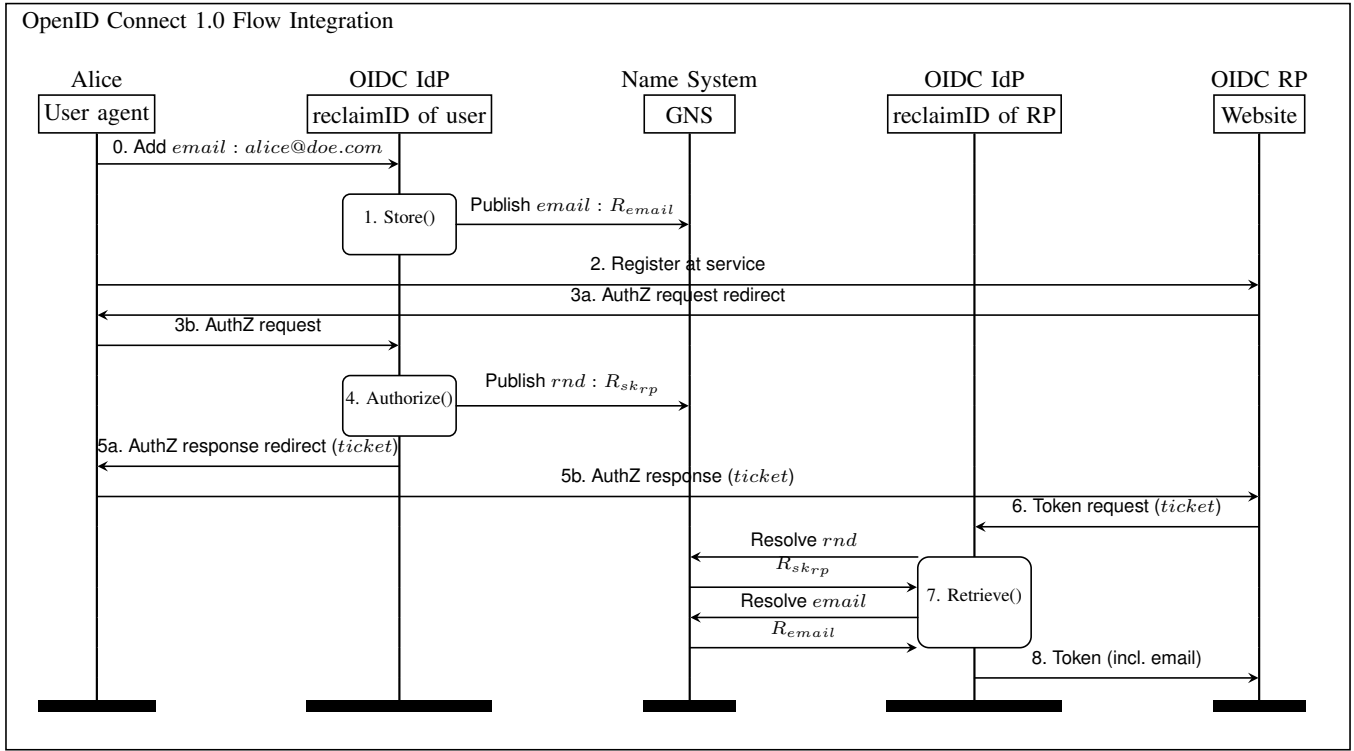 OpenID Connect 1.0 Flow Integration
Alice OIDC IdP Name System OIDC IdP OIDC RP
User agent reclaimID of user GNS reclaimID of RP Website
0. Add email : alice@doe.com
1. Store()
Publish email : R_email
2. Register at service
3a. AuthZ request redirect
3b. AuthZ request
4. Authorize()
Publish rnd : R_sk_rp
5a. AuthZ response redirect (ticket)
5b. AuthZ response (ticket)
6. Token request (ticket)
Resolve rnd
R_sk_rp
7. Retrieve()
Resolve email
R_email
8. Token (incl. email)